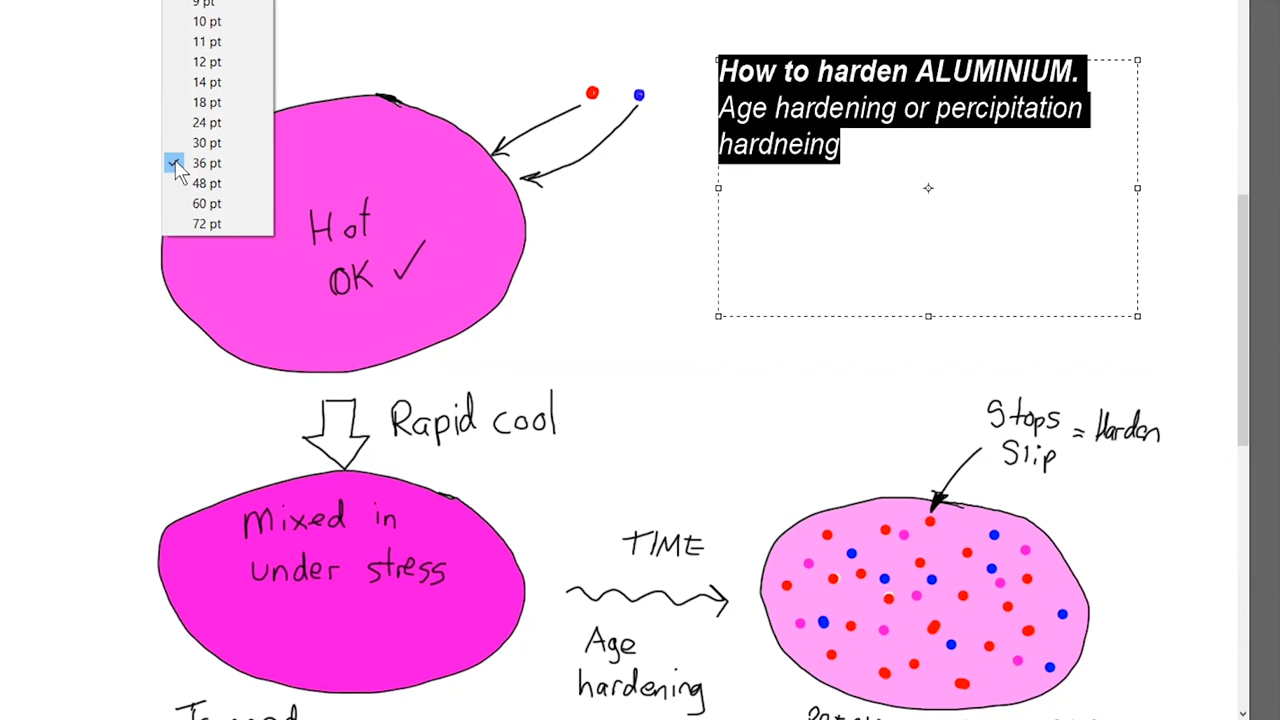 9 pt
10 pt
11 pt
12 pt
14 pt
18 pt
24 pt
30 pt
36 pt
48 pt
60 pt
72 pt
How to harden ALUMINIUM.
Age hardening or percipitation
hardneing
Hot
OK ✓
Rapid cool
Stops
Slip
= Harden
Mixed in
under stress
TIME
Age
hardening